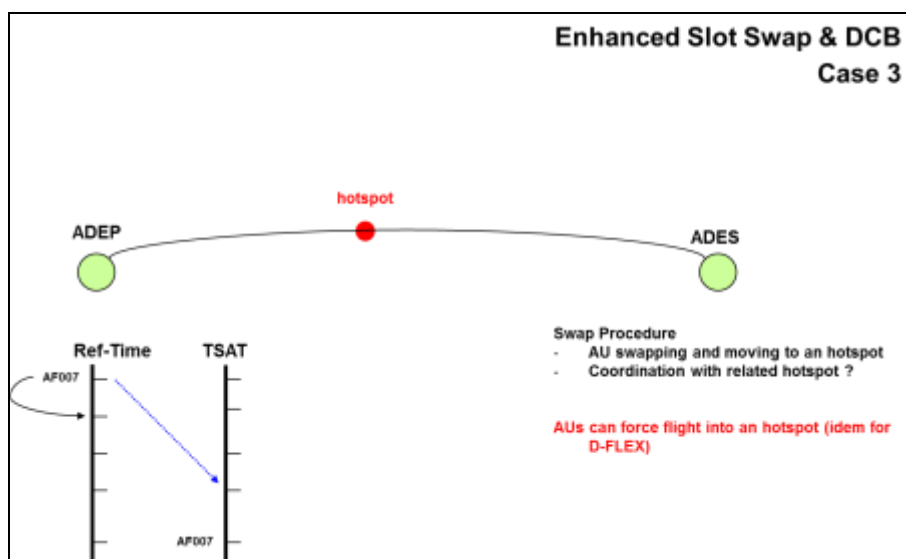 Enhanced Slot Swap & DCB
Case 3
hotspot
ADEP
ADES
Ref-Time
TSAT
AF007
AF007
Swap Procedure
- AU swapping and moving to an hotspot
- Coordination with related hotspot ?
AUs can force flight into an hotspot (idem for
D-FLEX)